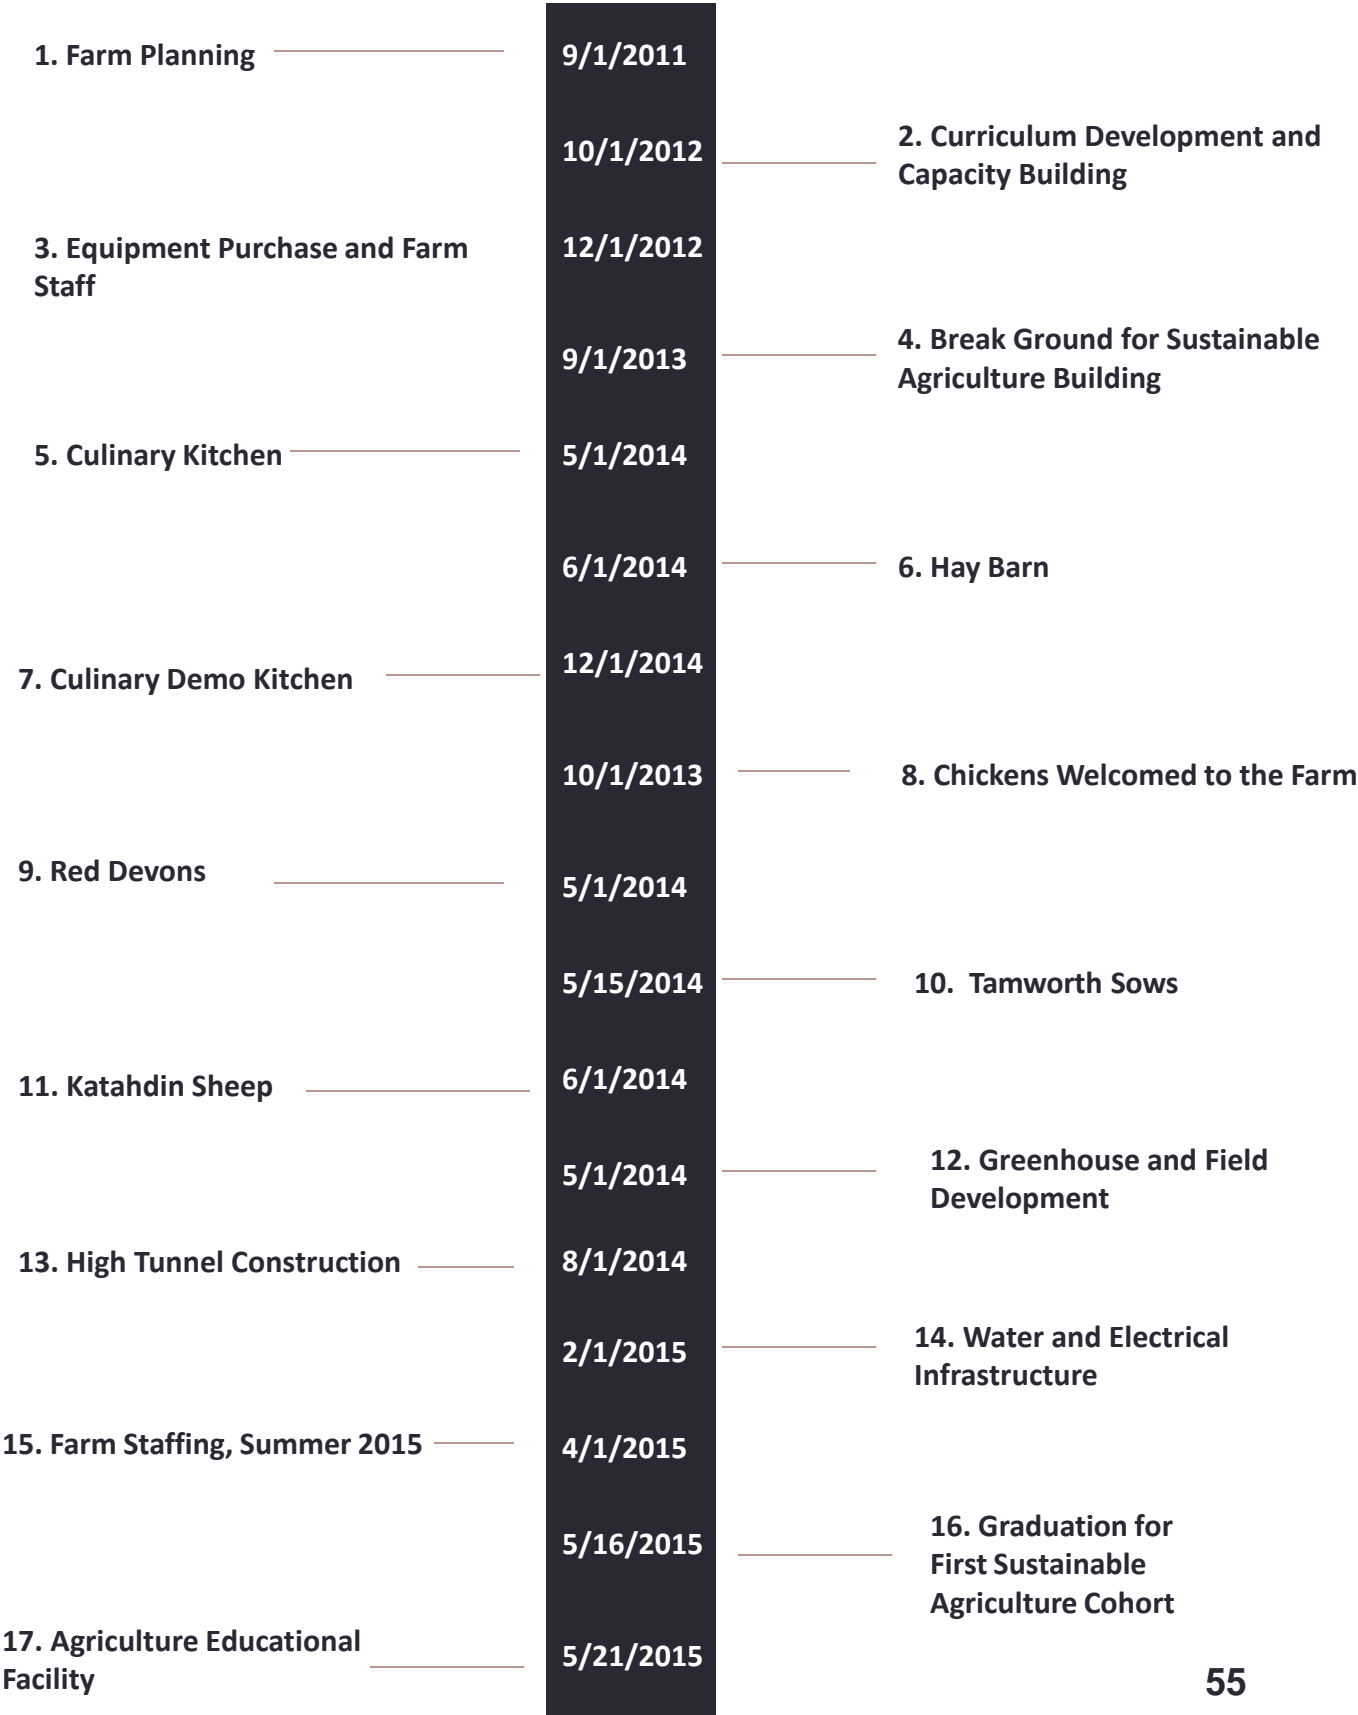 1. Farm Planning
9/1/2011
10/1/2012
2. Curriculum Development and
Capacity Building
3. Equipment Purchase and Farm
Staff
12/1/2012
9/1/2013
4. Break Ground for Sustainable
Agriculture Building
5. Culinary Kitchen
5/1/2014
6/1/2014
6. Hay Barn
7. Culinary Demo Kitchen
12/1/2014
10/1/2013
8. Chickens Welcomed to the Farm
9. Red Devons
5/1/2014
5/15/2014
10. Tamworth Sows
11. Katahdin Sheep
6/1/2014
5/1/2014
12. Greenhouse and Field
Development
13. High Tunnel Construction
8/1/2014
2/1/2015
14. Water and Electrical
Infrastructure
15. Farm Staffing, Summer 2015
4/1/2015
5/16/2015
16. Graduation for
First Sustainable
Agriculture Cohort
17. Agriculture Educational
Facility
5/21/2015
55